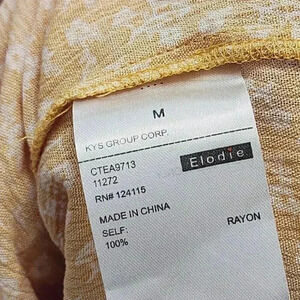 M
KYS GROUP CORP.
CTEA9713
11272
Elodie
RN# 124115
MADE IN CHINA
SELF:
RAYON
100%